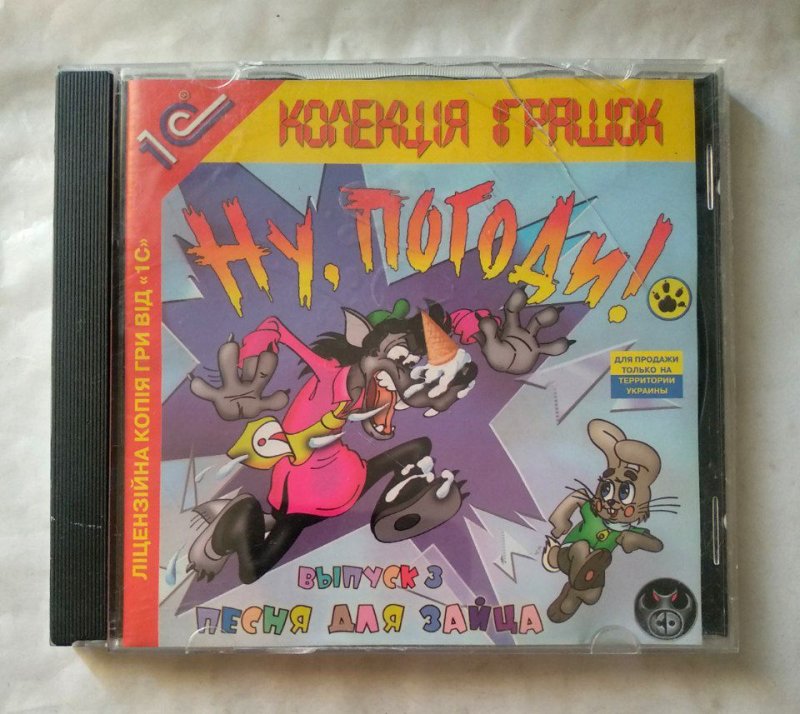 1С
КОЛЕКЦІЯ ІГРАШОК
Ну, ПОГОДИ!
ЛІЦЕНЗІЙНА КОПІЯ ГРИ ВІД «1С»
ДЛЯ ПРОДАЖИ
ТОЛЬКО НА
ТЕРРИТОРИИ
УКРАИНЫ
ВЫПУСК 3
ПЕСНЯ ДЛЯ ЗАЙЦА